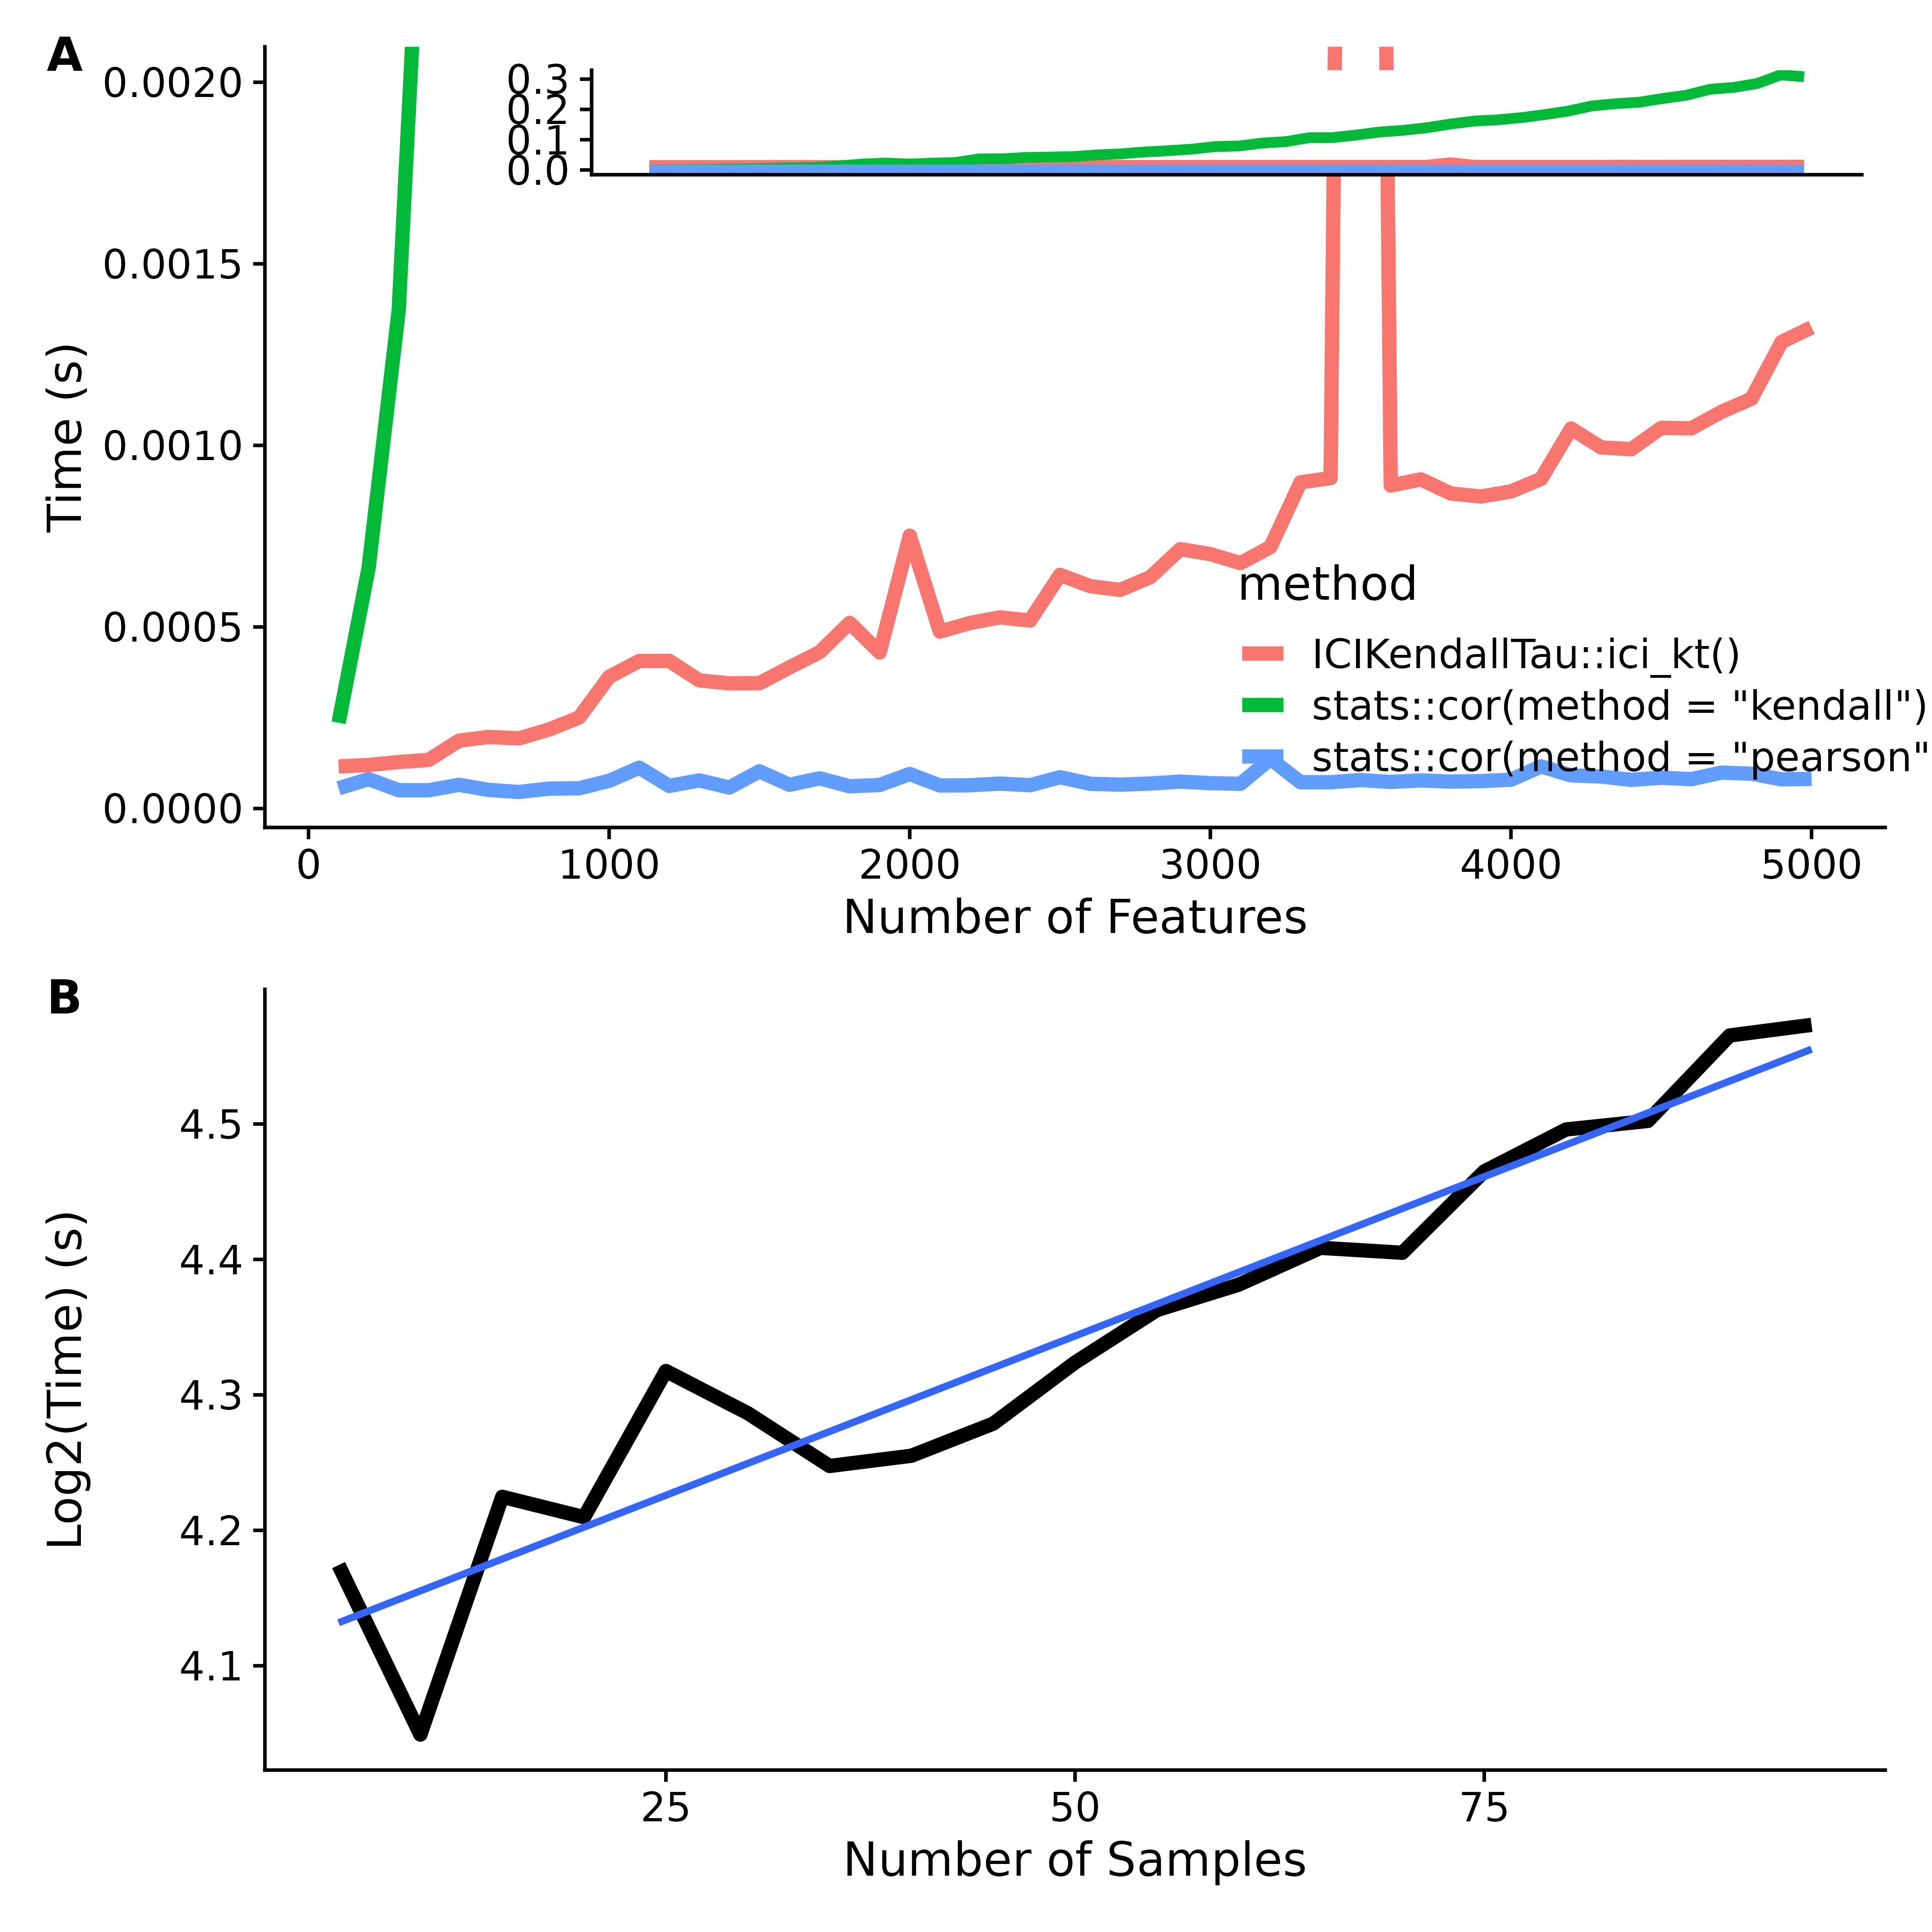 A
0.0020
0.0015
0.0010
0.0005
0.0000
Time (s)
0.3
0.2
0.1
0.0
method
ICIKendallTau::ici_kt()
stats::cor(method = "kendall")
stats::cor(method = "pearson"
0 1000 2000 3000 4000 5000
Number of Features
B
4.5
4.4
4.3
4.2
4.1
Log2(Time) (s)
25 50 75
Number of Samples